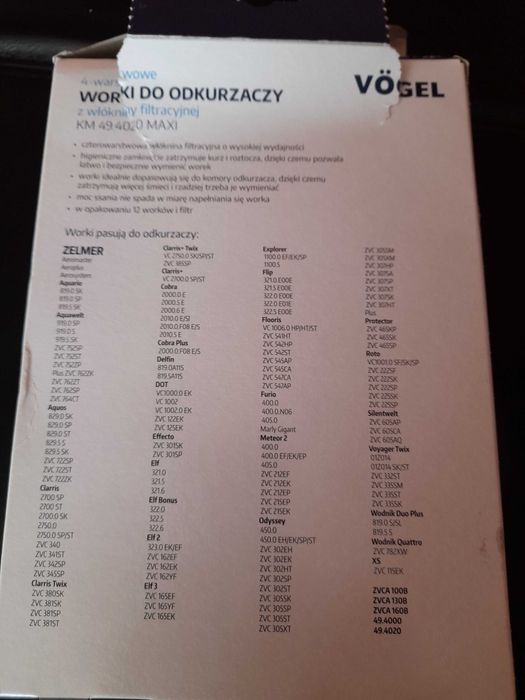 4-warstwowe
WORKI DO ODKURZACZY
z włókniny filtracyjnej
KM 49.4020 MAXI
VÖGEL
• czterowarstwowa włóknina filtracyjna o wysokiej wydajności
• higieniczne zamknięcie zatrzymuje kurz i roztocza, dzięki czemu pozwala
łatwo i bezpiecznie wymienić worek
• worki idealnie dopasowują się do komory odkurzacza, dzięki czemu
zatrzymują więcej śmieci i rzadziej trzeba je wymieniać
• moc ssania nie spada w miarę napełniania się worka
• w opakowaniu 12 worków i filtr
Worki pasują do odkurzaczy:
ZELMER
Aeromaster
Aeroplus
Aerosystem
Aquario
819.0 SK
819.0 SP
819.5 SK
Aquawelt
919.0 SP
919.0 S
919.5 SK
ZVC 752SP
ZVC 752ST
ZVC 752ZP
Plus ZVC 762ZK
ZVC 762ZT
ZVC 762SP
ZVC 764CT
Aquos
829.0 SK
829.0 SP
829.0 ST
829.5 S
829.5 SK
ZVC 722SP
ZVC 722ST
ZVC 722ZK
Clarris
2700 SP
2700 ST
2700.0 SK
2750.0
2750.0 SP/ST
ZVC 340
ZVC 341ST
ZVC 342SP
ZVC 345SP
Clarris Twix
ZVC 380SK
ZVC 381SK
ZVC 381SP
ZVC 381ST
Clarris+ Twix
VC 2750.0 SK/SP/ST
ZVC 385SP
Clarris+
VC 2700.0 SP/ST
Cobra
2000.0 E
2000.5 E
2000.6 E
2010.0 E/S1
2010.0 F08 E/S
2010.5 E
Cobra Plus
2000.0 F08 E/S
Delfin
819.0A11S
819.5A11S
DOT
VC1000.0 EK
VC 1002
VC 1002.0 EK
ZVC 122EK
ZVC 125EK
Effecto
ZVC 301SK
ZVC 301SP
Elf
321.0
321.5
321.6
Elf Bonus
322.0
322.5
322.6
Elf 2
323.0 EK/EF
ZVC 162EF
ZVC 162EK
ZVC 162YF
Elf 3
ZVC 165EF
ZVC 165YF
ZVC 165EK
Explorer
1100.0 EF/EK/SP
1100.5
Flip
321.0 E00E
321.5 E00E
322.0 E00E
322.0 E01E
322.5 E00E
Flooris
VC 1006.0 HP/HT/ST
ZVC 541HT
ZVC 542HP
ZVC 542ST
ZVC 545AP
ZVC 545CA
ZVC 547CA
ZVC 547AP
Furio
400.0
400.0.N06
405.0
Marly Gigant
Meteor 2
400.0
400.0 EF/EK/EP
405.0
ZVC 212EF
ZVC 212EK
ZVC 212EP
ZVC 215EP
ZVC 215EK
Odyssey
450.0
450.0 EH/EK/SP/ST
ZVC 302EH
ZVC 302EK
ZVC 302HT
ZVC 302SP
ZVC 302ST
ZVC 305SK
ZVC 305SP
ZVC 305ST
ZVC 305XT
ZVC 307SK
ZVC 307HT
Plus
Protector
ZVC 465KP
ZVC 465SK
ZVC 465SP
Roto
VC1001.0 SF/SK/SP
ZVC 222SF
ZVC 222SK
ZVC 222SP
ZVC 225SK
ZVC 225SP
Silentwelt
ZVC 605AP
ZVC 605CA
ZVC 605AQ
Voyager Twix
01Z014
01Z014 SK/ST
ZVC 332ST
ZVC 335SM
ZVC 335ST
ZVC 335SK
Wodnik Duo Plus
819.0 S/SL
819.5 S
Wodnik Quattro
ZVC 782XW
XS
ZVC 115EK
ZVCA 100B
ZVCA 130B
ZVCA 160B
49.4000
49.4020